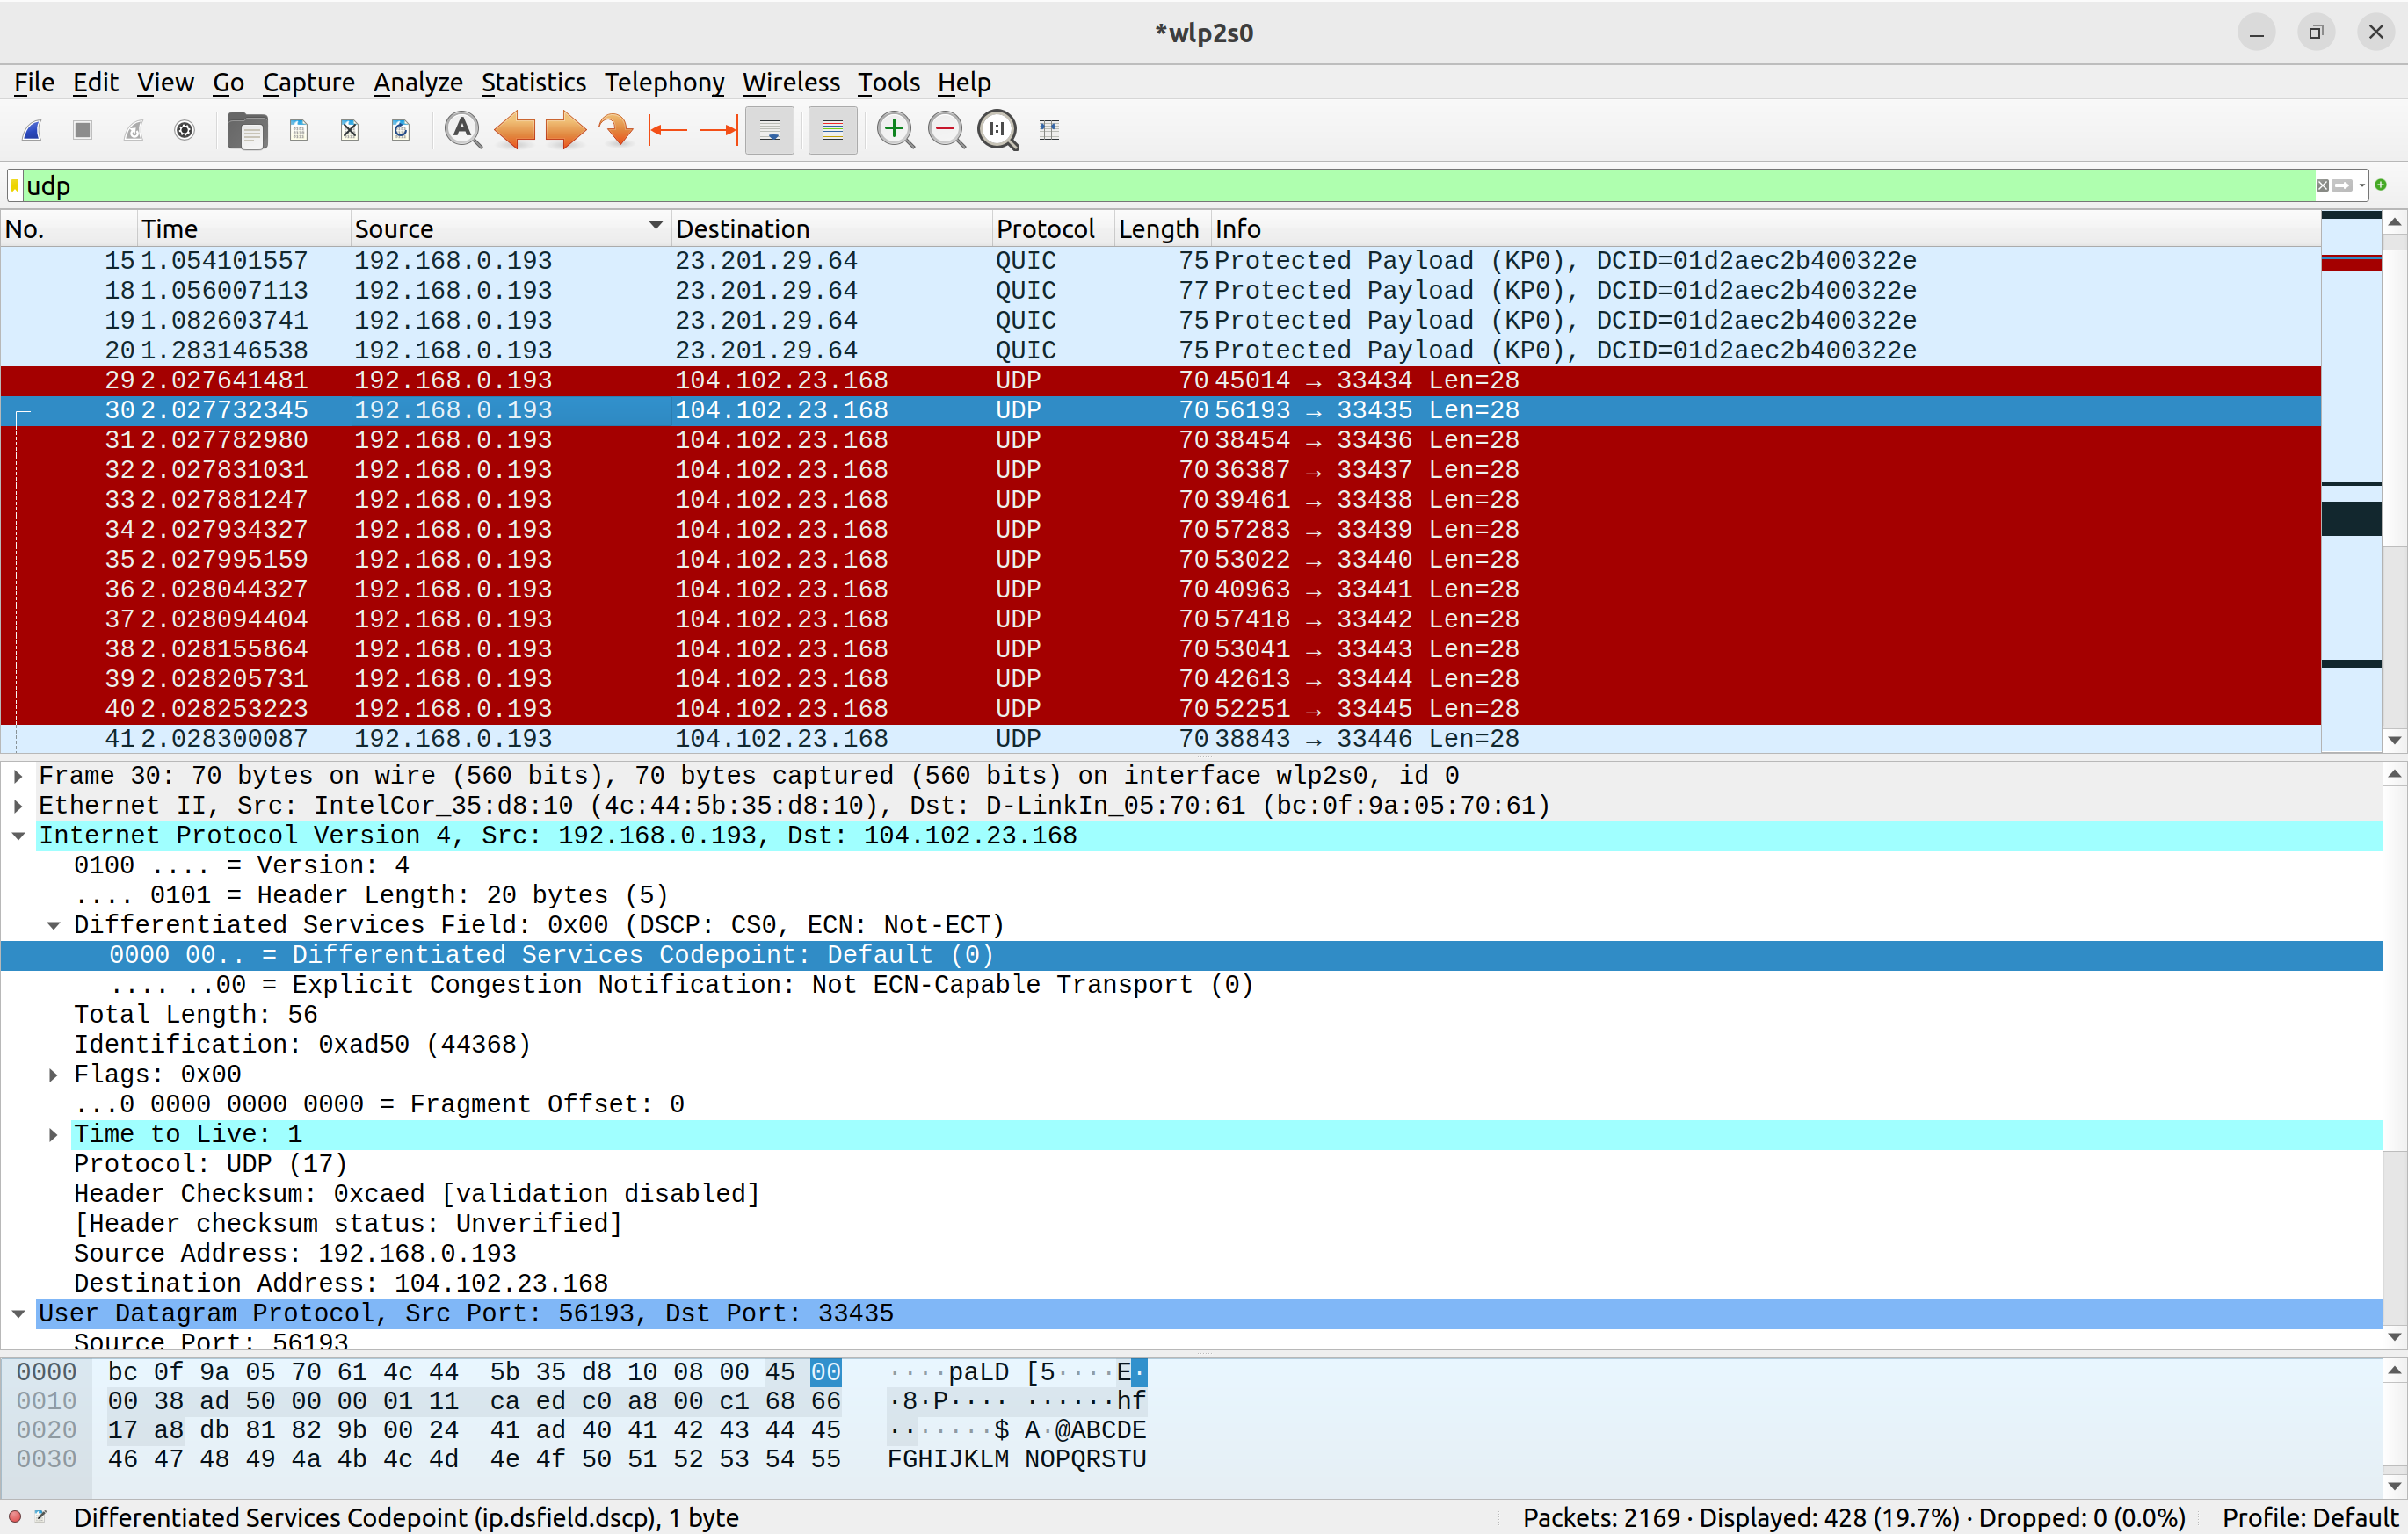 *wlp2s0
File Edit View Go Capture Analyze Statistics Telephony Wireless Tools Help
udp
No. Time Source Destination Protocol Length Info
15 1.054101557 192.168.0.193 23.201.29.64 QUIC 75 Protected Payload (KP0), DCID=01d2aec2b400322e
18 1.056007113 192.168.0.193 23.201.29.64 QUIC 77 Protected Payload (KP0), DCID=01d2aec2b400322e
19 1.082603741 192.168.0.193 23.201.29.64 QUIC 75 Protected Payload (KP0), DCID=01d2aec2b400322e
20 1.283146538 192.168.0.193 23.201.29.64 QUIC 75 Protected Payload (KP0), DCID=01d2aec2b400322e
29 2.027641481 192.168.0.193 104.102.23.168 UDP 70 45014 → 33434 Len=28
30 2.027732345 192.168.0.193 104.102.23.168 UDP 70 56193 → 33435 Len=28
31 2.027782980 192.168.0.193 104.102.23.168 UDP 70 38454 → 33436 Len=28
32 2.027831031 192.168.0.193 104.102.23.168 UDP 70 36387 → 33437 Len=28
33 2.027881247 192.168.0.193 104.102.23.168 UDP 70 39461 → 33438 Len=28
34 2.027934327 192.168.0.193 104.102.23.168 UDP 70 57283 → 33439 Len=28
35 2.027995159 192.168.0.193 104.102.23.168 UDP 70 53022 → 33440 Len=28
36 2.028044327 192.168.0.193 104.102.23.168 UDP 70 40963 → 33441 Len=28
37 2.028094404 192.168.0.193 104.102.23.168 UDP 70 57418 → 33442 Len=28
38 2.028155864 192.168.0.193 104.102.23.168 UDP 70 53041 → 33443 Len=28
39 2.028205731 192.168.0.193 104.102.23.168 UDP 70 42613 → 33444 Len=28
40 2.028253223 192.168.0.193 104.102.23.168 UDP 70 52251 → 33445 Len=28
41 2.028300087 192.168.0.193 104.102.23.168 UDP 70 38843 → 33446 Len=28
Frame 30: 70 bytes on wire (560 bits), 70 bytes captured (560 bits) on interface wlp2s0, id 0
Ethernet II, Src: IntelCor_35:d8:10 (4c:44:5b:35:d8:10), Dst: D-LinkIn_05:70:61 (bc:0f:9a:05:70:61)
Internet Protocol Version 4, Src: 192.168.0.193, Dst: 104.102.23.168
0100 .... = Version: 4
.... 0101 = Header Length: 20 bytes (5)
Differentiated Services Field: 0x00 (DSCP: CS0, ECN: Not-ECT)
0000 00.. = Differentiated Services Codepoint: Default (0)
.... ..00 = Explicit Congestion Notification: Not ECN-Capable Transport (0)
Total Length: 56
Identification: 0xad50 (44368)
Flags: 0x00
...0 0000 0000 0000 = Fragment Offset: 0
Time to Live: 1
Protocol: UDP (17)
Header Checksum: 0xcaed [validation disabled]
[Header checksum status: Unverified]
Source Address: 192.168.0.193
Destination Address: 104.102.23.168
User Datagram Protocol, Src Port: 56193, Dst Port: 33435
Source Port: 56193
0000 bc 0f 9a 05 70 61 4c 44 5b 35 d8 10 08 00 45 00 ····paLD [5····E·
0010 00 38 ad 50 00 00 01 11 ca ed c0 a8 00 c1 68 66 ·8·P···· ······hf
0020 17 a8 db 81 82 9b 00 24 41 ad 40 41 42 43 44 45 ·······$ A·@ABCDE
0030 46 47 48 49 4a 4b 4c 4d 4e 4f 50 51 52 53 54 55 FGHIJKLM NOPQRSTU
Differentiated Services Codepoint (ip.dsfield.dscp), 1 byte Packets: 2169 · Displayed: 428 (19.7%) · Dropped: 0 (0.0%) Profile: Default